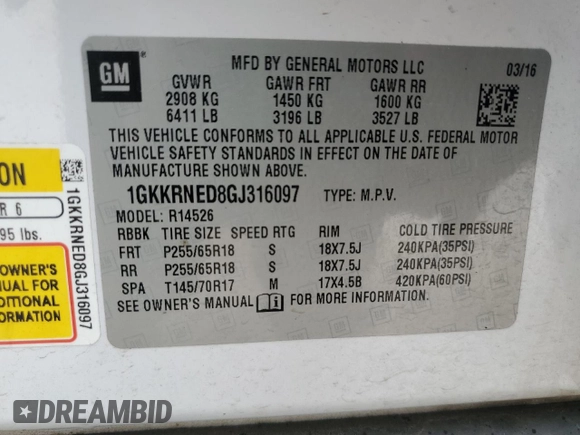 GM
MFD BY GENERAL MOTORS LLC 03/16
GVWR GAWR FRT GAWR RR
2908 KG 1450 KG 1600 KG
6411 LB 3196 LB 3527 LB
THIS VEHICLE CONFORMS TO ALL APPLICABLE U.S. FEDERAL MOTOR
VEHICLE SAFETY STANDARDS IN EFFECT ON THE DATE OF
MANUFACTURE SHOWN ABOVE.
1GKKRNED8GJ316097 TYPE: M.P.V.
MODEL: R14526
RBBK TIRE SIZE SPEED RTG RIM COLD TIRE PRESSURE
FRT P255/65R18 S 18X7.5J 240KPA(35PSI)
RR P255/65R18 S 18X7.5J 240KPA(35PSI)
SPA T145/70R17 M 17X4.5B 420KPA(60PSI)
SEE OWNER'S MANUAL i FOR MORE INFORMATION.
ON
R 6
95 lbs.
OWNER'S
MANUAL FOR
ADDITIONAL
INFORMATION
1GKKRNED8GJ316097
DREAMBID